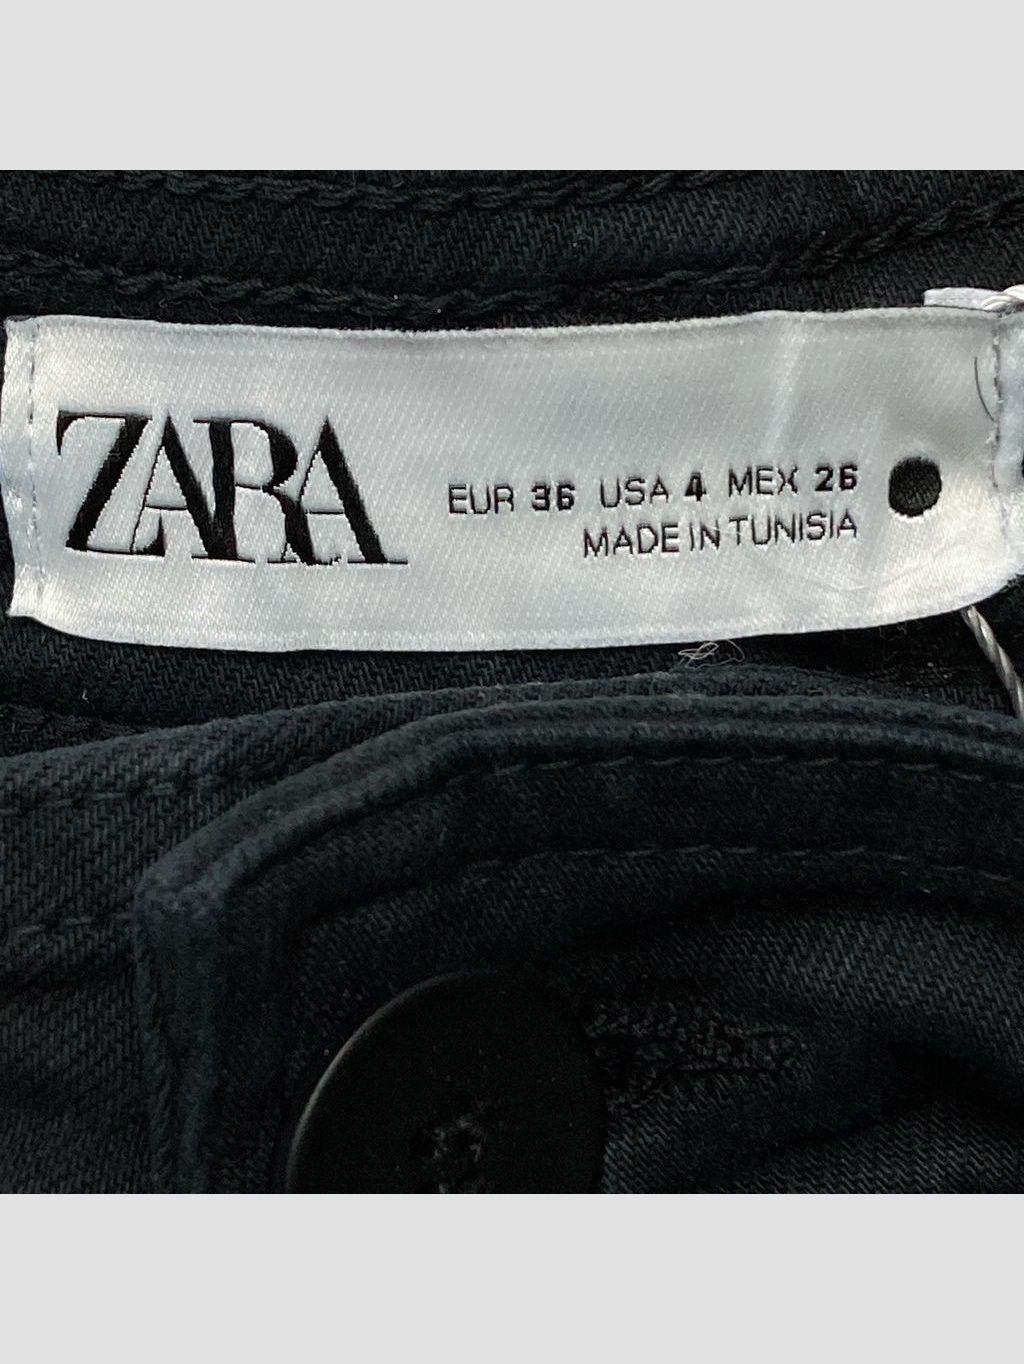 ZARA
EUR 36 USA 4 MEX 26
MADE IN TUNISIA